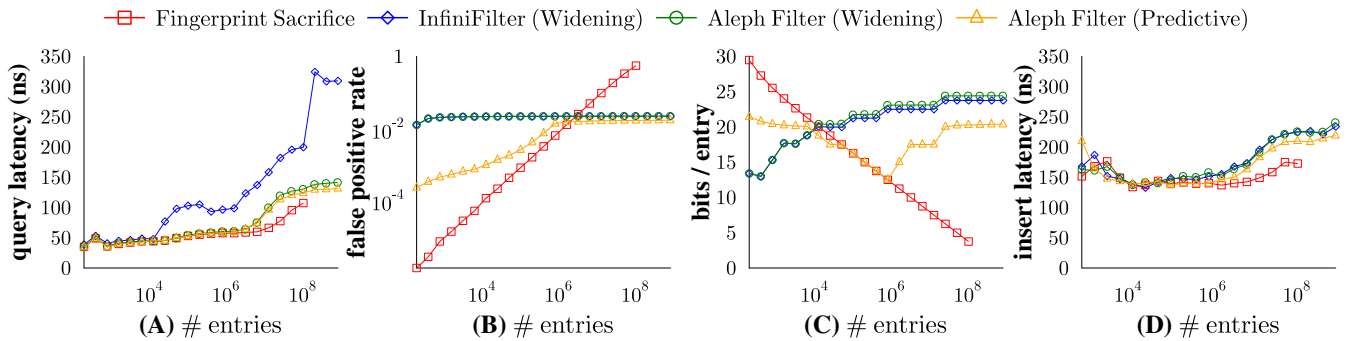 Fingerprint Sacrifice InfiniFilter (Widening) Aleph Filter (Widening) Aleph Filter (Predictive)
query latency (ns)
350
300
250
200
150
100
50
0
10^4 10^6 10^8
(A) # entries
false positive rate
1
10^-2
10^-4
10^4 10^6 10^8
(B) # entries
bits / entry
30
25
20
15
10
5
0
10^4 10^6 10^8
(C) # entries
insert latency (ns)
350
300
250
200
150
100
50
0
10^4 10^6 10^8
(D) # entries